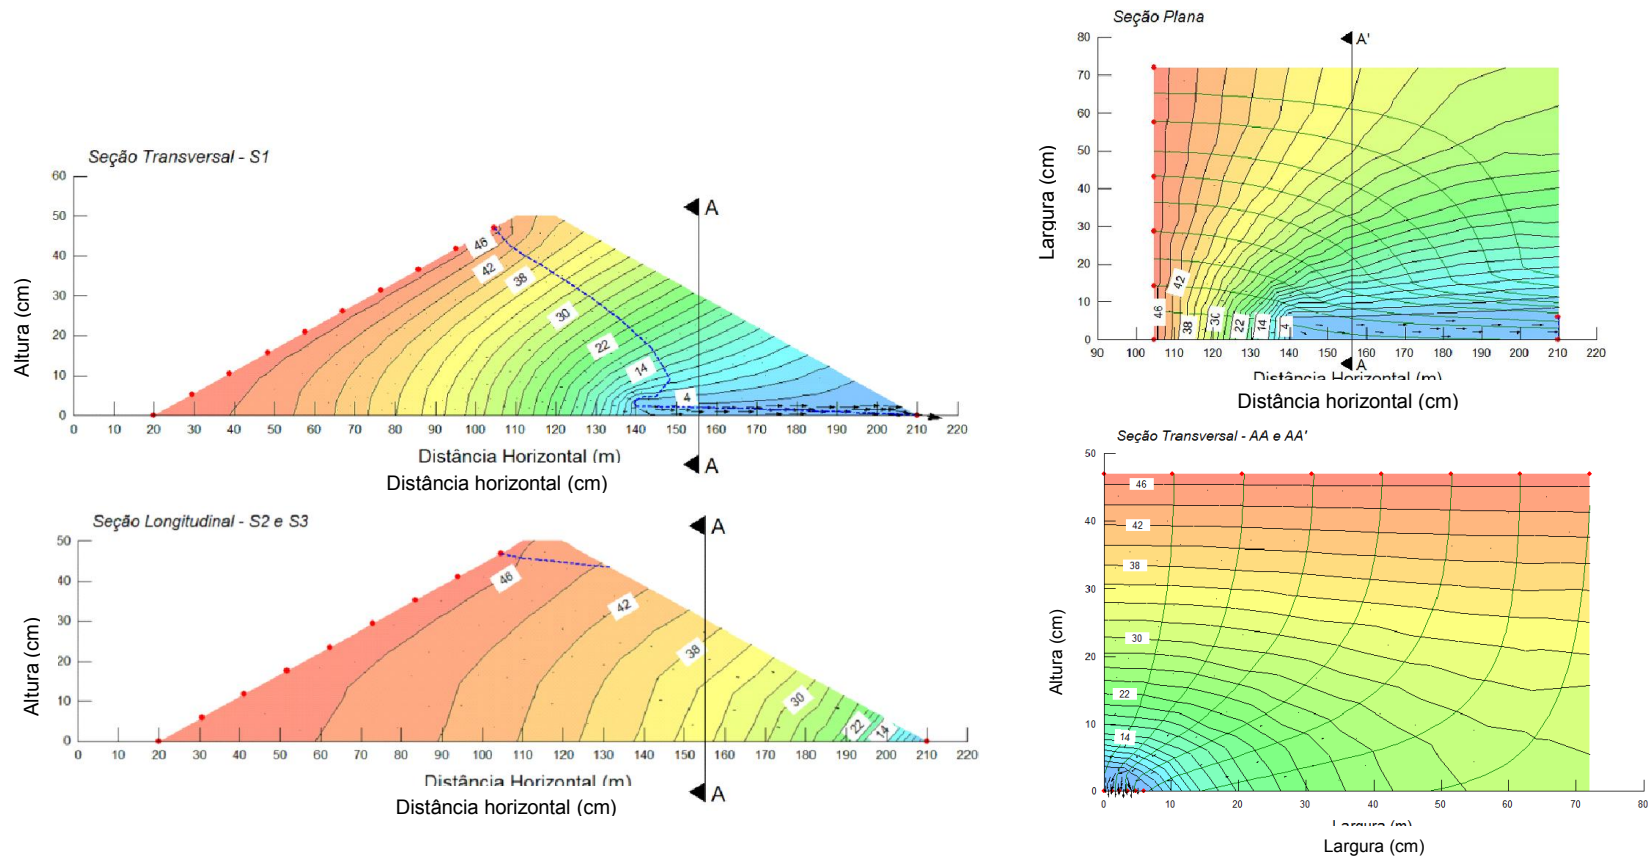 Seção Transversal - S1
60
50
40
30
20
10
0
Altura (cm)
46
42
38
30
22
14
4
A
A
0 10 20 30 40 50 60 70 80 90 100 110 120 130 140 150 160 170 180 190 200 210 220
Distância Horizontal (m)
Distância horizontal (cm)
Seção Longitudinal - S2 e S3
50
40
30
20
10
0
Altura (cm)
46
42
38
30
22
14
A
A
0 10 20 30 40 50 60 70 80 90 100 110 120 130 140 150 160 170 180 190 200 210 220
Distância Horizontal (m)
Distância horizontal (cm)
Seção Plana
80
70
60
50
40
30
20
10
0
Largura (cm)
A'
42
46 38 30 22 14 4
A
90 100 110 120 130 140 150 160 170 180 190 200 210 220
Distância Horizontal (m)
Distância horizontal (cm)
Seção Transversal - AA e AA'
50
40
30
20
10
0
Altura (cm)
46
42
38
30
22
14
0 10 20 30 40 50 60 70 80
Largura (m)
Largura (cm)